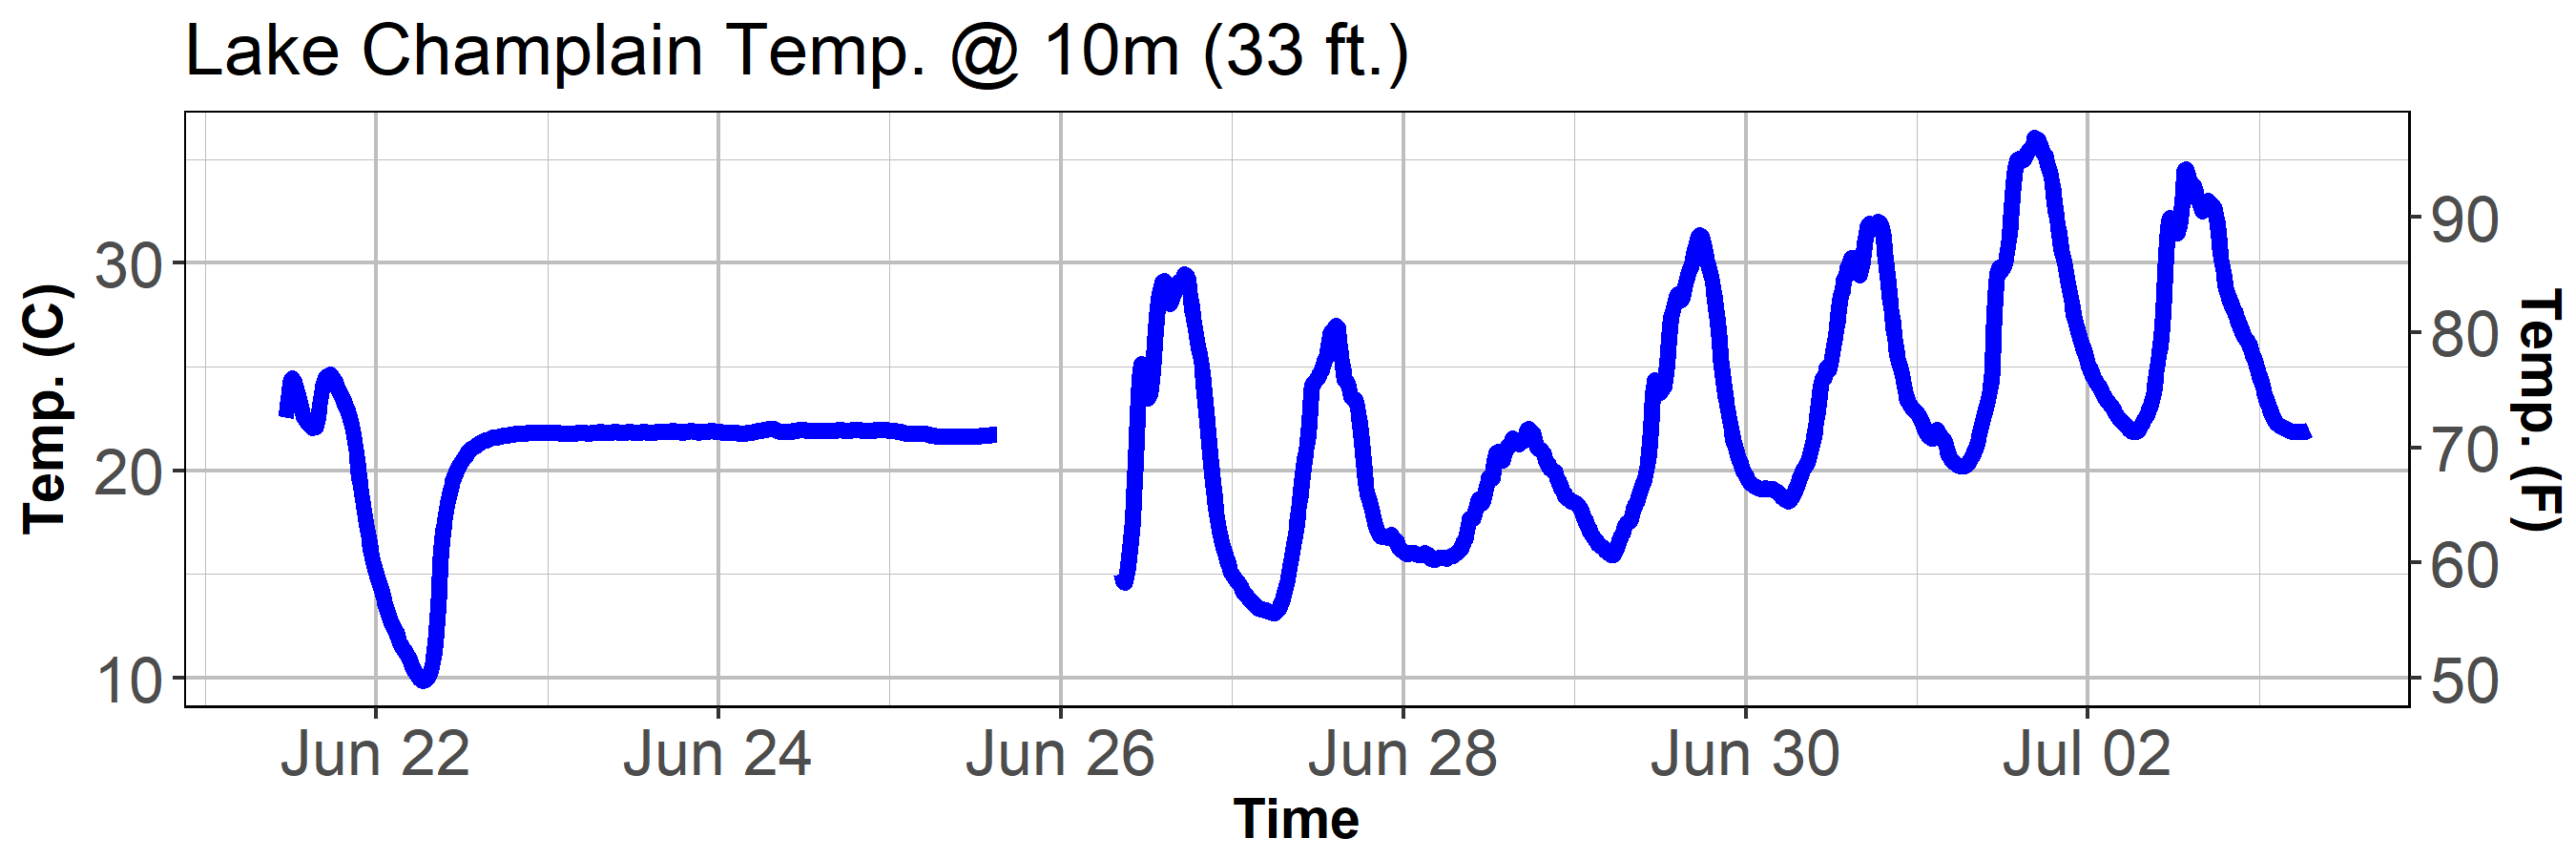 Lake Champlain Temp. @ 10m (33 ft.)
Temp. (C)
30
20
10
90
80
70
60
50
Temp. (F)
Jun 22 Jun 24 Jun 26 Jun 28 Jun 30 Jul 02
Time